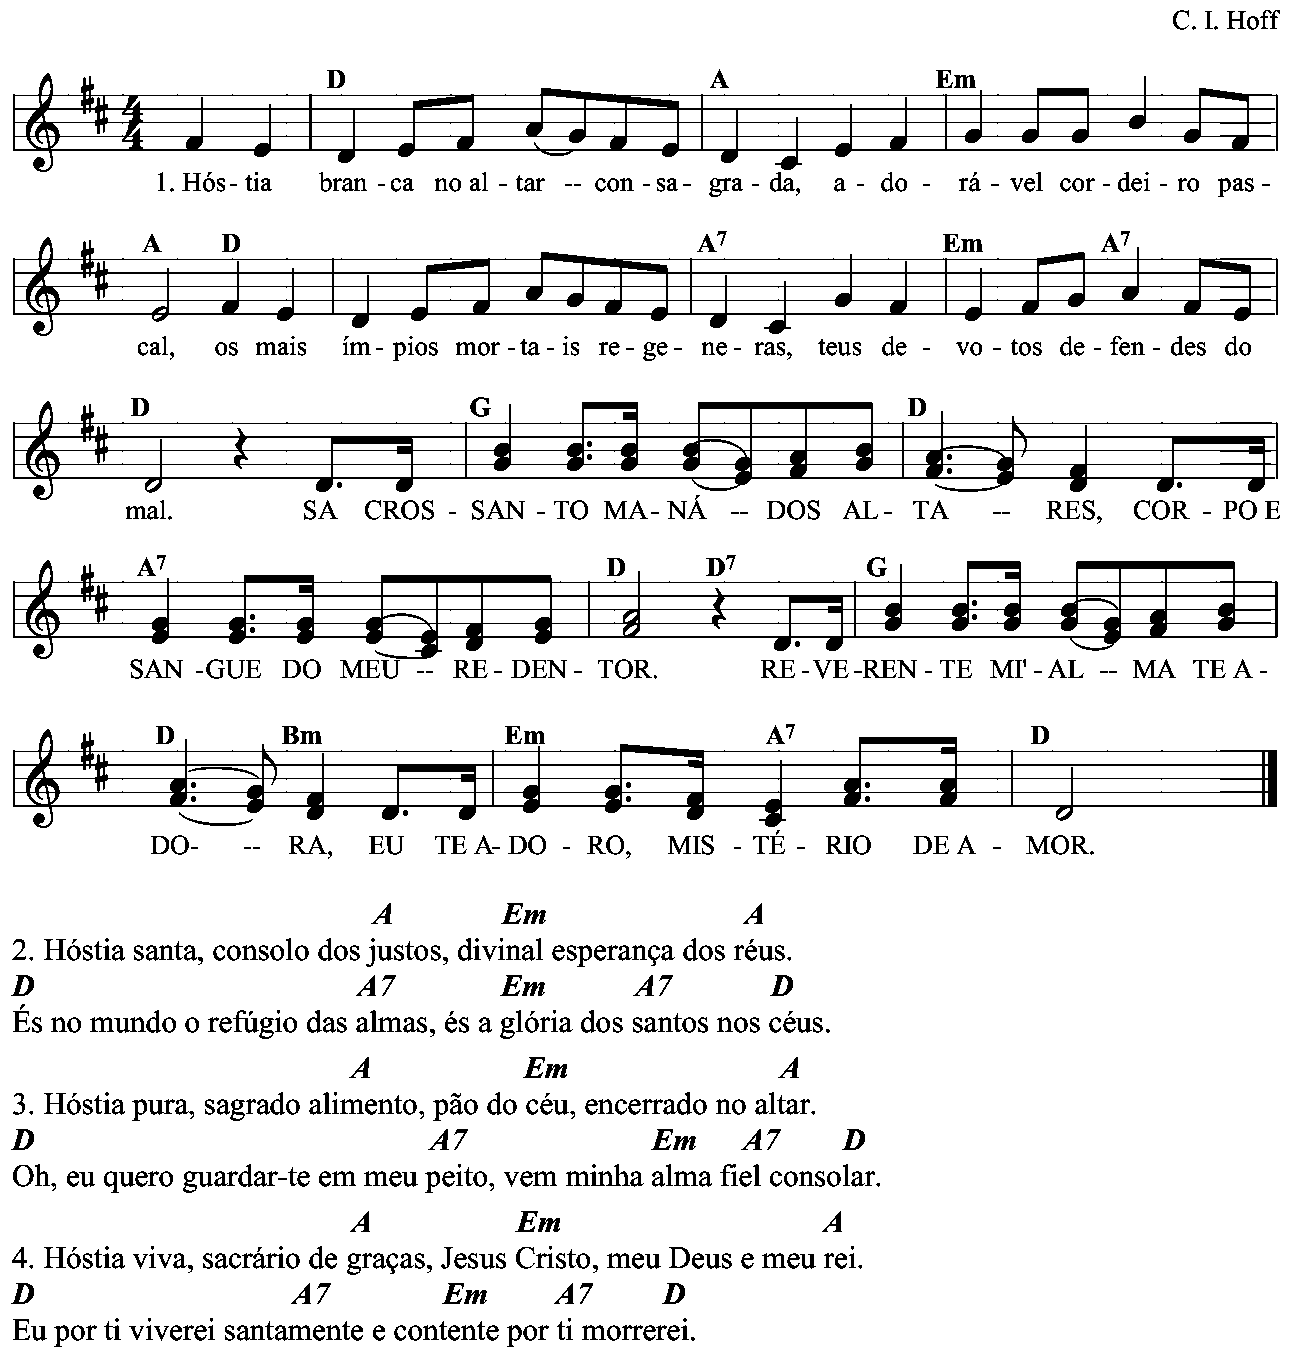 C. I. Hoff
D A Em
1. Hós - tia bran - ca no al - tar -- con - sa - gra - da, a - do - rá - vel cor - dei - ro pas -
A D A7 Em A7
cal, os mais ím - pios mor - ta - is re - ge - ne - ras, teus de - vo - tos de - fen - des do
D G D
mal. SA CROS - SAN - TO MA - NÁ -- DOS AL - TA -- RES, COR - PO E
A7 D D7 G
SAN - GUE DO MEU -- RE - DEN - TOR. RE - VE - REN - TE MI' - AL -- MA TE A -
D Bm Em A7 D
DO- -- RA, EU TE A - DO - RO, MIS - TÉ - RIO DE A - MOR.
A Em A
2. Hóstia santa, consolo dos justos, divinal esperança dos réus.
D A7 Em A7 D
És no mundo o refúgio das almas, és a glória dos santos nos céus.
A Em A
3. Hóstia pura, sagrado alimento, pão do céu, encerrado no altar.
D A7 Em A7 D
Oh, eu quero guardar-te em meu peito, vem minha alma fiel consolar.
A Em A
4. Hóstia viva, sacrário de graças, Jesus Cristo, meu Deus e meu rei.
D A7 Em A7 D
Eu por ti viverei santamente e contente por ti morrerei.